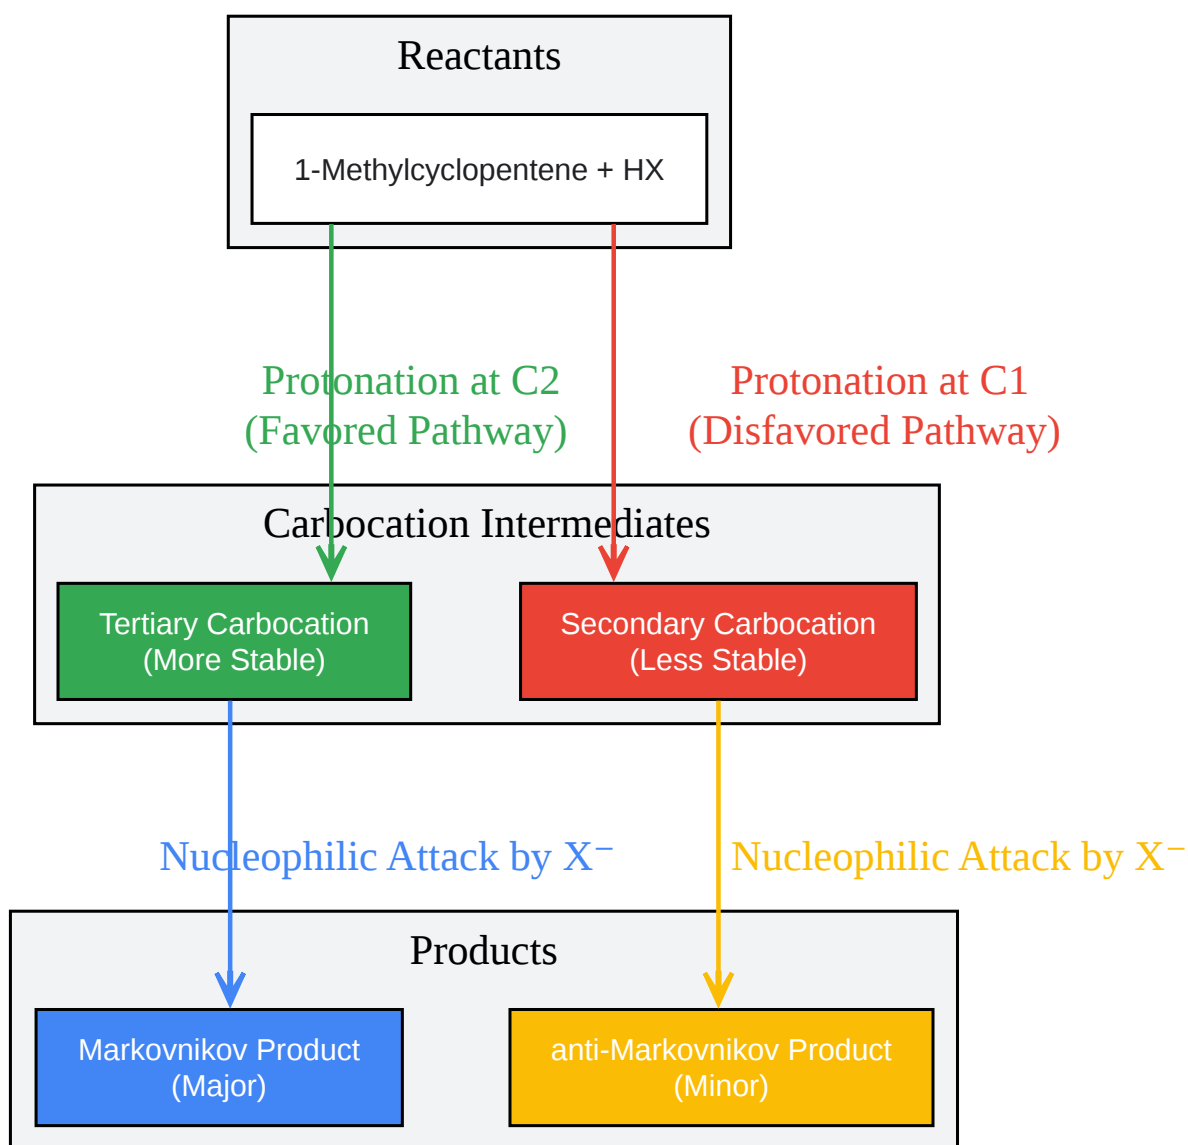 Reactants
1-Methylcyclopentene + HX
Protonation at C2
(Favored Pathway)
Protonation at C1
(Disfavored Pathway)
Carbocation Intermediates
Tertiary Carbocation
(More Stable)
Secondary Carbocation
(Less Stable)
Nucleophilic Attack by X⁻
Nucleophilic Attack by X⁻
Products
Markovnikov Product
(Major)
anti-Markovnikov Product
(Minor)